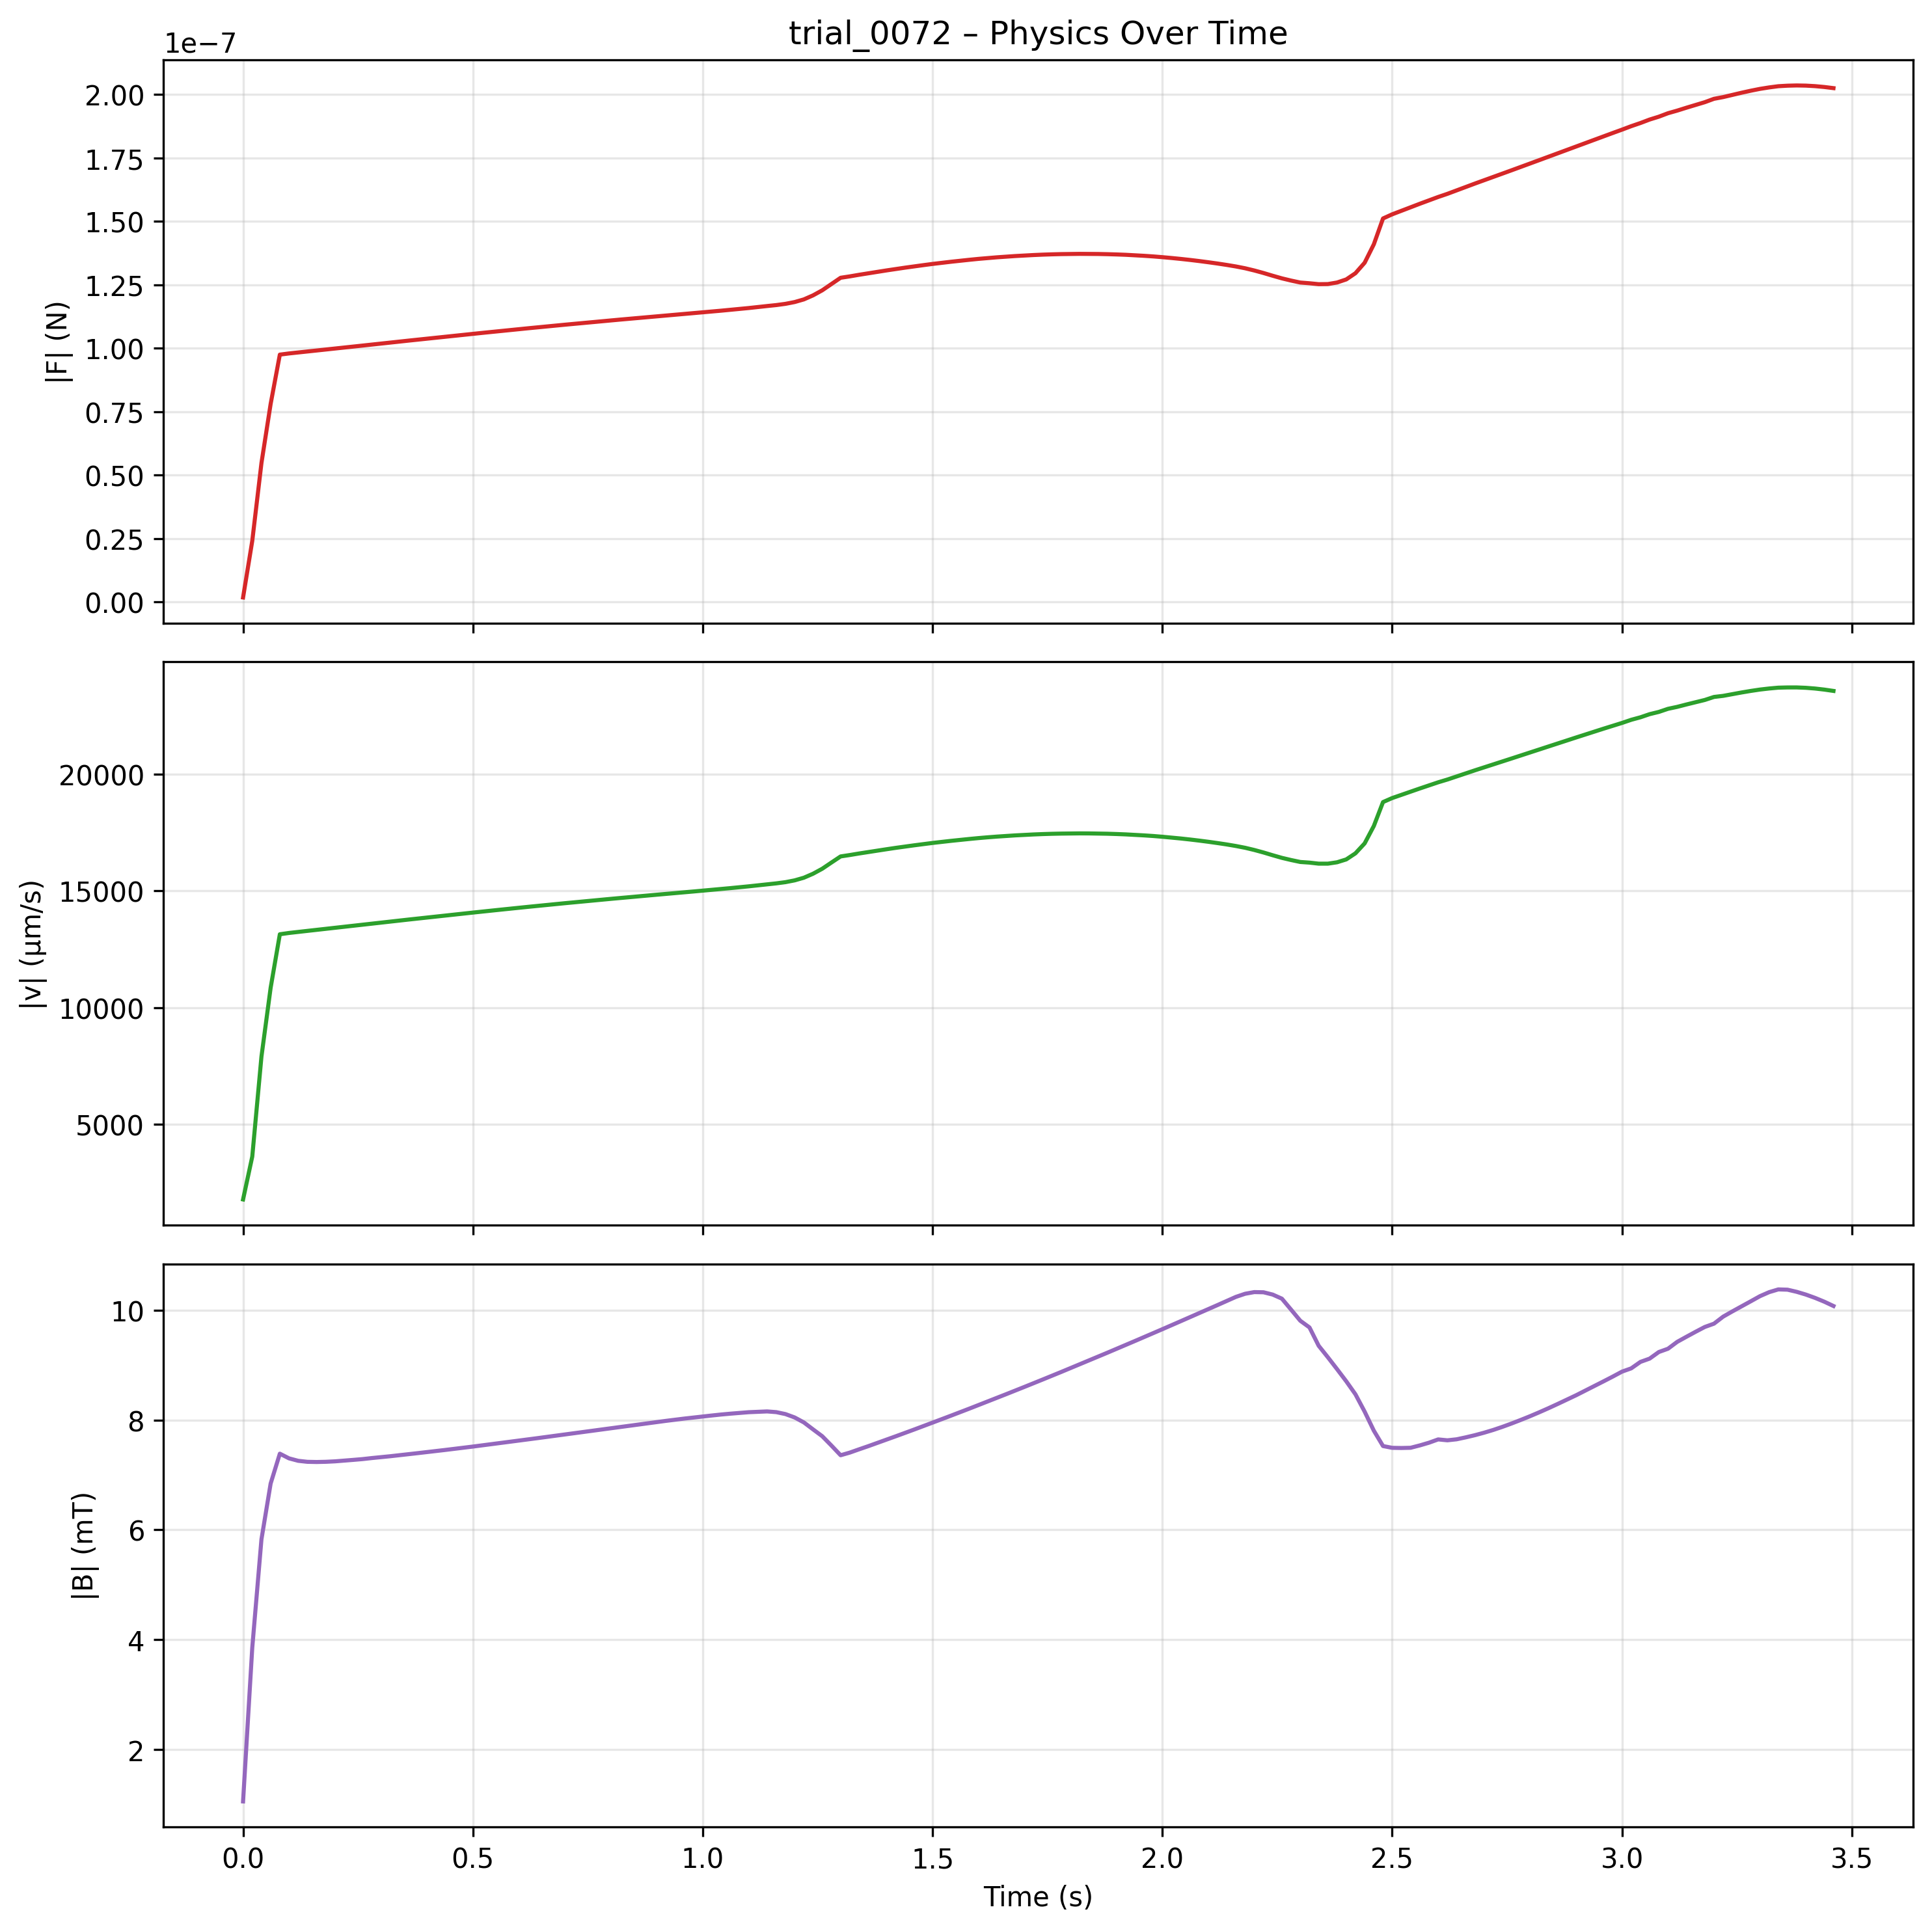 trial_0072 – Physics Over Time
1e−7
2.00
1.75
1.50
1.25
1.00
0.75
0.50
0.25
0.00
|F| (N)
20000
15000
10000
5000
|v| (µm/s)
10
8
6
4
2
|B| (mT)
0.0 0.5 1.0 1.5 2.0 2.5 3.0 3.5
Time (s)